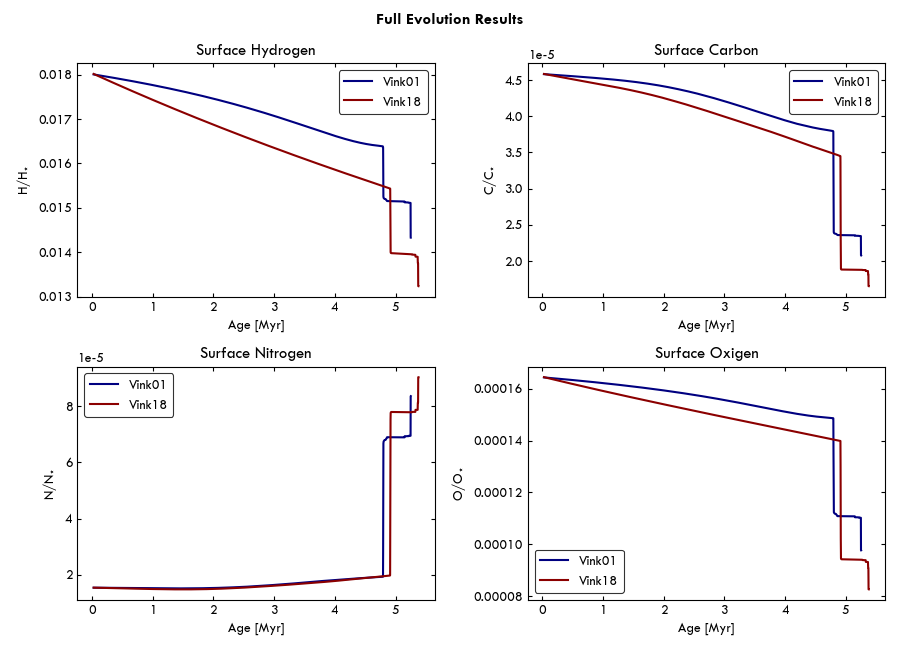 Full Evolution Results
Surface Hydrogen
0.018
0.017
0.016
0.015
0.014
0.013
H/H*
0 1 2 3 4 5
Age [Myr]
Vink01
Vink18
Surface Carbon
1e-5
4.5
4.0
3.5
3.0
2.5
2.0
C/C*
0 1 2 3 4 5
Age [Myr]
Vink01
Vink18
Surface Nitrogen
1e-5
8
6
4
2
N/N*
0 1 2 3 4 5
Age [Myr]
Vink01
Vink18
Surface Oxigen
0.00016
0.00014
0.00012
0.00010
0.00008
O/O*
0 1 2 3 4 5
Age [Myr]
Vink01
Vink18